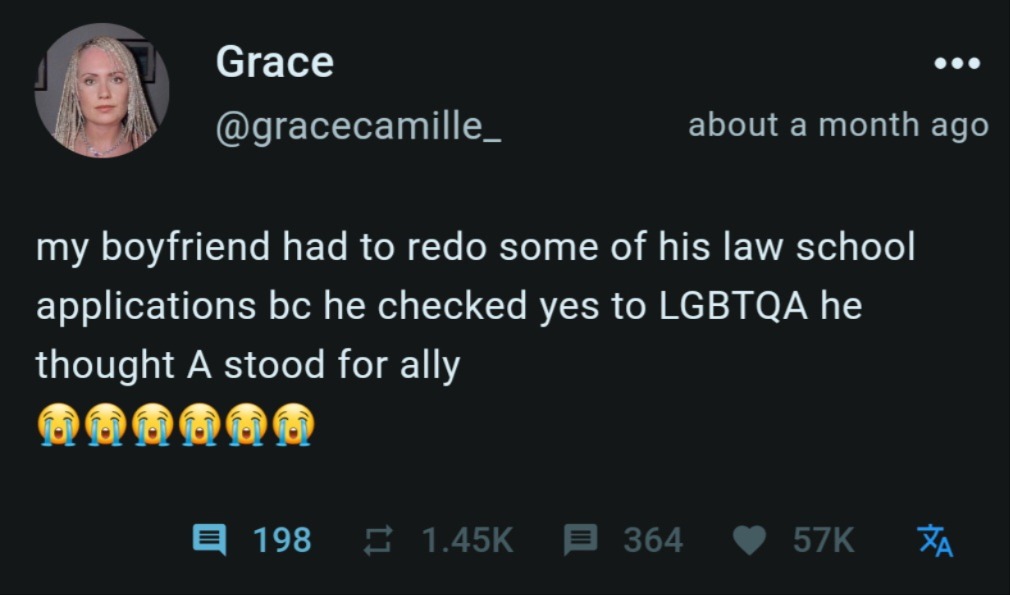 Grace
@gracecamille_
about a month ago
my boyfriend had to redo some of his law school
applications bc he checked yes to LGBTQA he
thought A stood for ally
😭😭😭😭😭😭
198 1.45K 364 57K